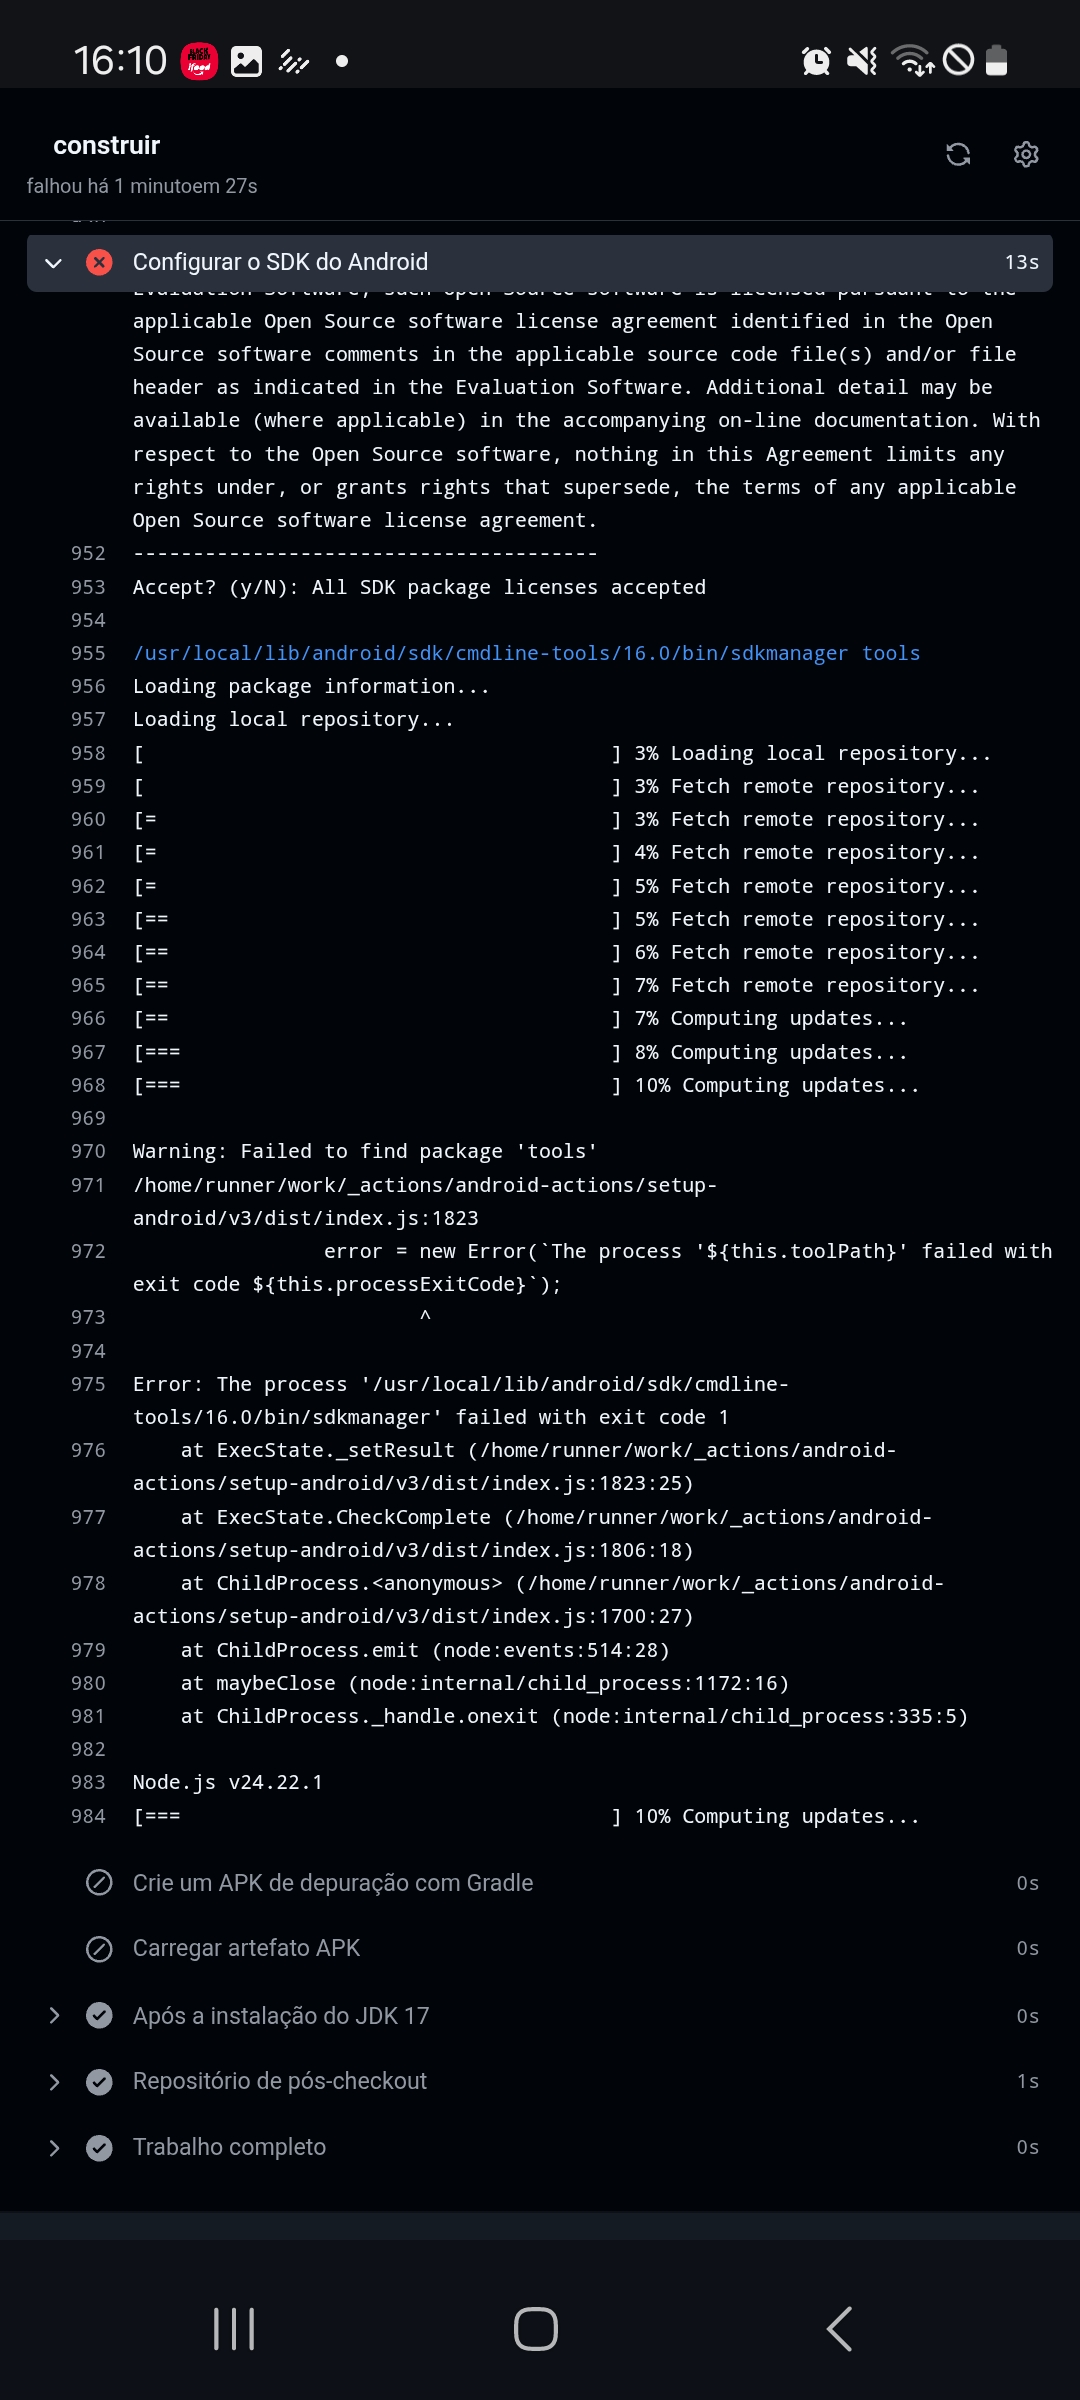 16:10
construir
falhou há 1 minutoem 27s
Configurar o SDK do Android 13s
Evaluation Software, such Open Source software is licensed pursuant to the
applicable Open Source software license agreement identified in the Open
Source software comments in the applicable source code file(s) and/or file
header as indicated in the Evaluation Software. Additional detail may be
available (where applicable) in the accompanying on-line documentation. With
respect to the Open Source software, nothing in this Agreement limits any
rights under, or grants rights that supersede, the terms of any applicable
Open Source software license agreement.
952 ---------------------------------------
953 Accept? (y/N): All SDK package licenses accepted
954
955 /usr/local/lib/android/sdk/cmdline-tools/16.0/bin/sdkmanager tools
956 Loading package information...
957 Loading local repository...
958 [                                       ] 3% Loading local repository...
959 [                                       ] 3% Fetch remote repository...
960 [=                                      ] 3% Fetch remote repository...
961 [=                                      ] 4% Fetch remote repository...
962 [=                                      ] 5% Fetch remote repository...
963 [==                                     ] 5% Fetch remote repository...
964 [==                                     ] 6% Fetch remote repository...
965 [==                                     ] 7% Fetch remote repository...
966 [==                                     ] 7% Computing updates...
967 [===                                    ] 8% Computing updates...
968 [===                                    ] 10% Computing updates...
969
970 Warning: Failed to find package 'tools'
971 /home/runner/work/_actions/android-actions/setup-
android/v3/dist/index.js:1823
972                 error = new Error(`The process '${this.toolPath}' failed with
exit code ${this.processExitCode}`);
973                         ^
974
975 Error: The process '/usr/local/lib/android/sdk/cmdline-
tools/16.0/bin/sdkmanager' failed with exit code 1
976     at ExecState._setResult (/home/runner/work/_actions/android-
actions/setup-android/v3/dist/index.js:1823:25)
977     at ExecState.CheckComplete (/home/runner/work/_actions/android-
actions/setup-android/v3/dist/index.js:1806:18)
978     at ChildProcess.<anonymous> (/home/runner/work/_actions/android-
actions/setup-android/v3/dist/index.js:1700:27)
979     at ChildProcess.emit (node:events:514:28)
980     at maybeClose (node:internal/child_process:1172:16)
981     at ChildProcess._handle.onexit (node:internal/child_process:335:5)
982
983 Node.js v24.22.1
984 [===                                    ] 10% Computing updates...
Crie um APK de depuração com Gradle 0s
Carregar artefato APK 0s
Após a instalação do JDK 17 0s
Repositório de pós-checkout 1s
Trabalho completo 0s